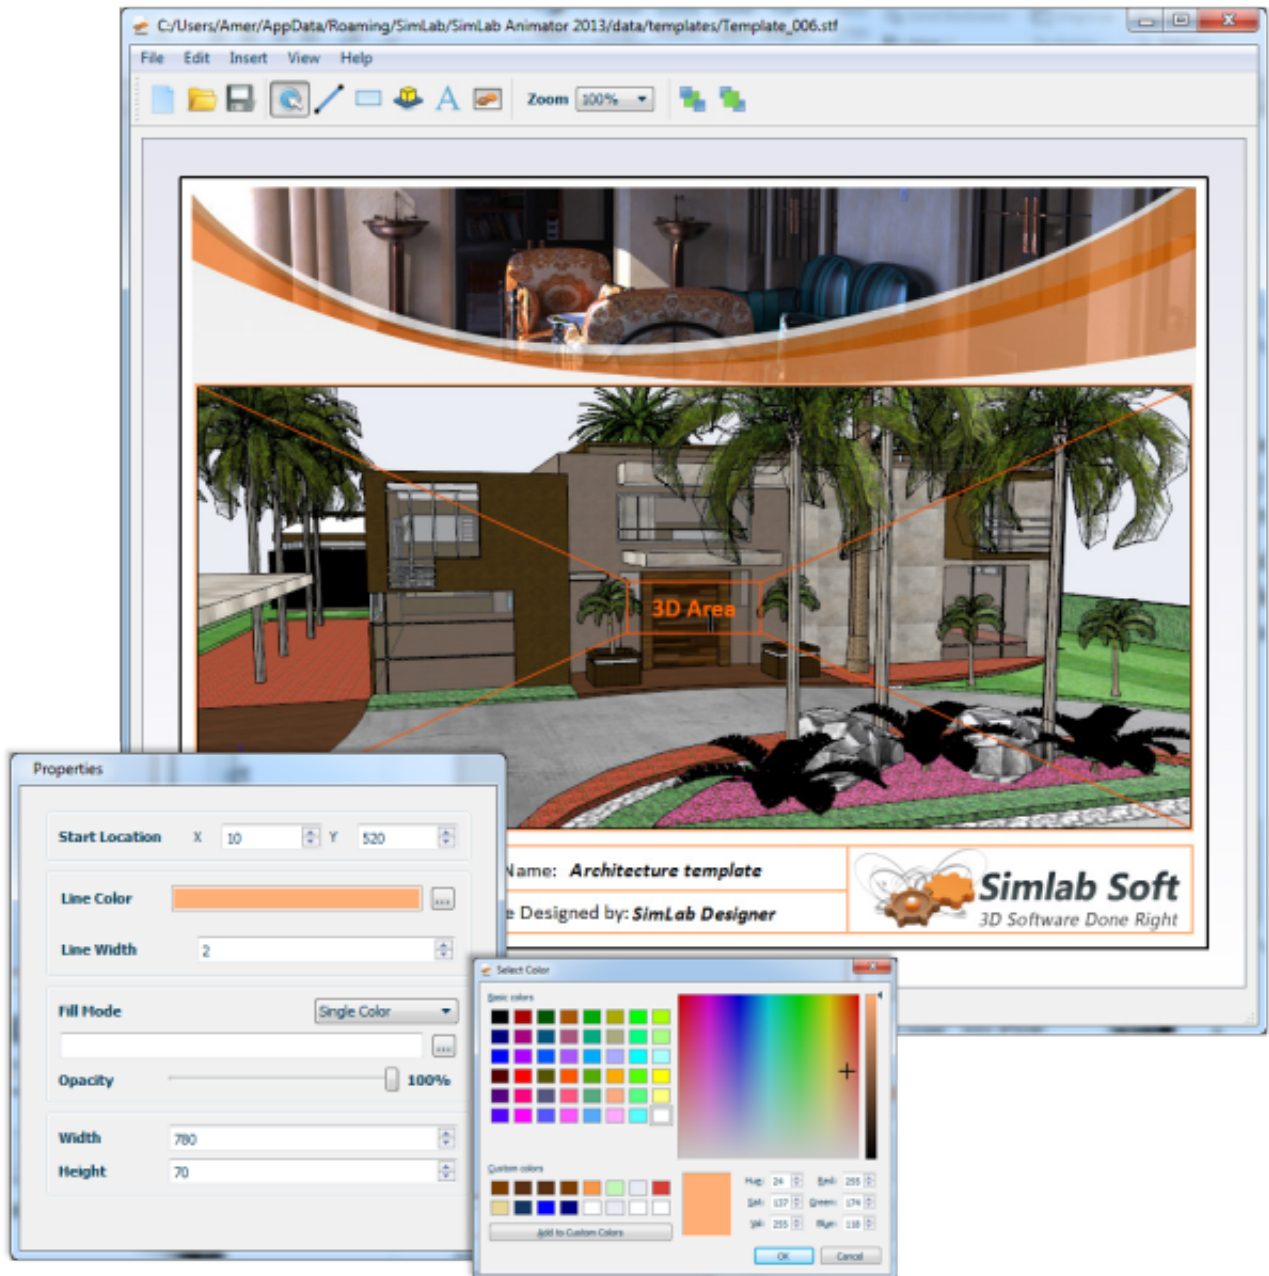 C:/Users/Amer/AppData/Roaming/SimLab/SimLab Animator 2013/data/templates/Template_006.stf
File Edit Insert View Help
A Zoom 100%
3D Area
Name: Architecture template
e Designed by: SimLab Designer
Simlab Soft
3D Software Done Right
Properties
Start Location X 10 Y 520
Line Color ...
Line Width 2
Fill Mode Single Color
...
Opacity 100%
Width 780
Height 70
Select Color
Basic colors
Custom colors
Hue: 24 Red: 255
Sat: 137 Green: 174
Val: 255 Blue: 118
Add to Custom Colors
OK Cancel